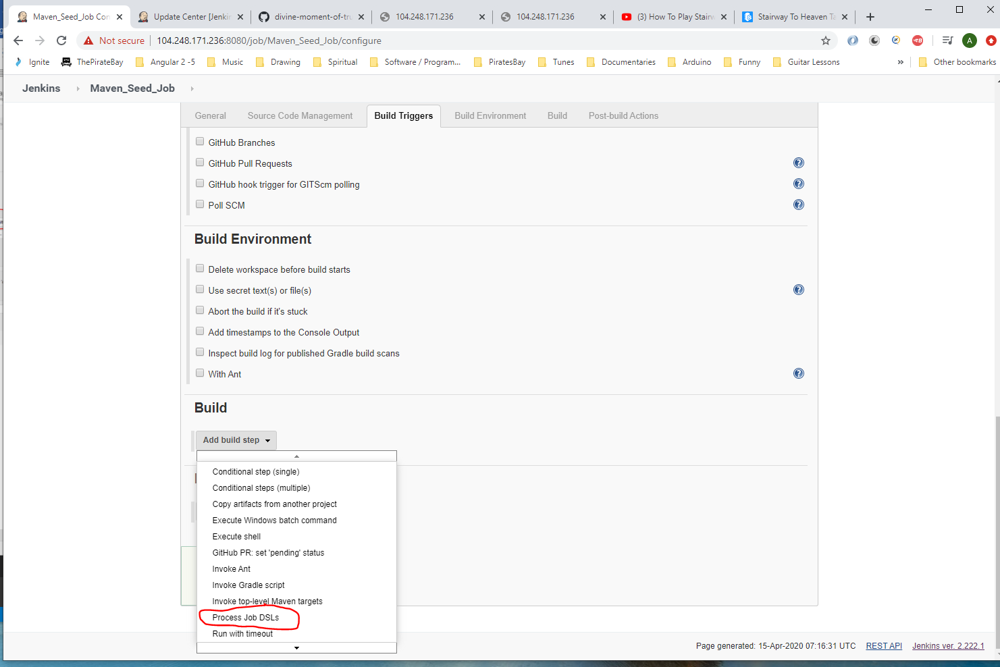 Maven_Seed_Job Con
Update Center [Jenkin
divine-moment-of-tru
104.248.171.236
104.248.171.236
(3) How To Play Stairw
Stairway To Heaven Ta
Not secure
104.248.171.236:8080/job/Maven_Seed_Job/configure
A
Ignite
ThePirateBay
Angular 2 -5
Music
Drawing
Spiritual
Software / Program...
PiratesBay
Tunes
Documentaries
Arduino
Funny
Guitar Lessons
»
Other bookmarks
Jenkins
Maven_Seed_Job
General
Source Code Management
Build Triggers
Build Environment
Build
Post-build Actions
GitHub Branches
GitHub Pull Requests
GitHub hook trigger for GITScm polling
Poll SCM
Build Environment
Delete workspace before build starts
Use secret text(s) or file(s)
Abort the build if it's stuck
Add timestamps to the Console Output
Inspect build log for published Gradle build scans
With Ant
Build
Add build step
Conditional step (single)
Conditional steps (multiple)
Copy artifacts from another project
Execute Windows batch command
Execute shell
GitHub PR: set 'pending' status
Invoke Ant
Invoke Gradle script
Invoke top-level Maven targets
Process Job DSLs
Run with timeout
Page generated: 15-Apr-2020 07:16:31 UTC
REST API
Jenkins ver. 2.222.1